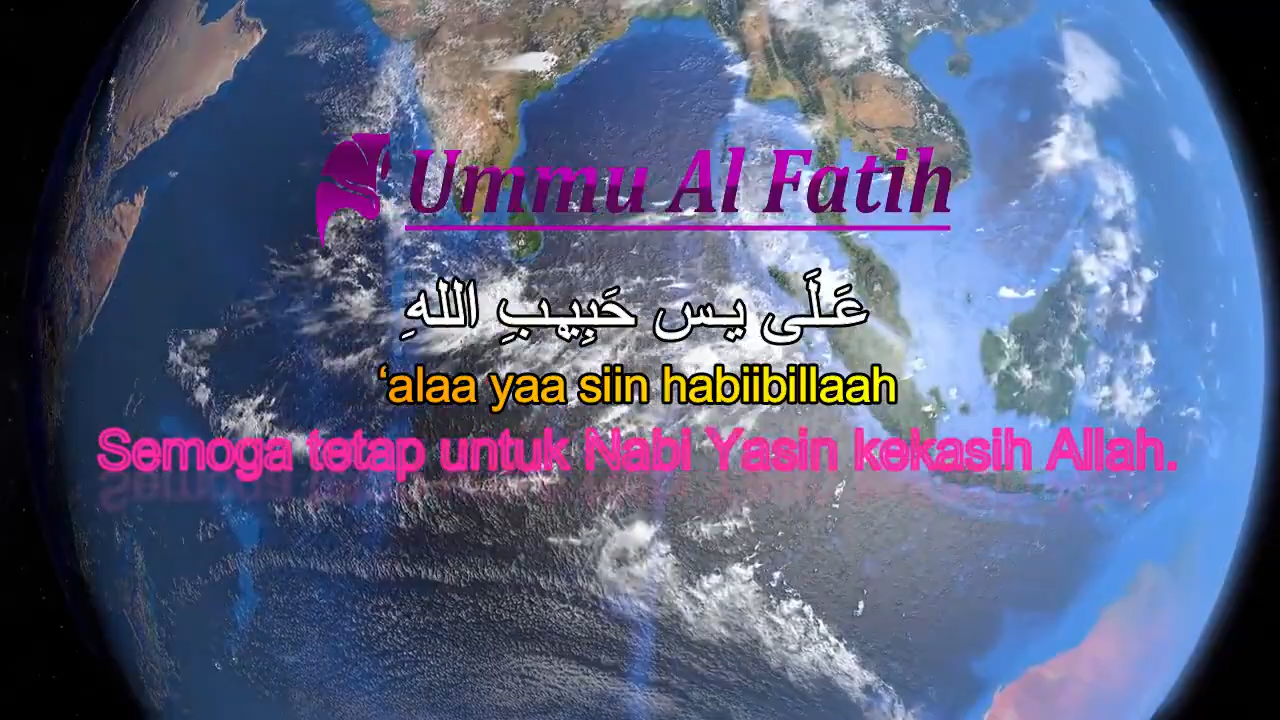 Ummu Al Fatih
عَلَى يس حَبِيبِ اللهِ
‘alaa yaa siin habiibillaah
Semoga tetap untuk Nabi Yasin kekasih Allah.